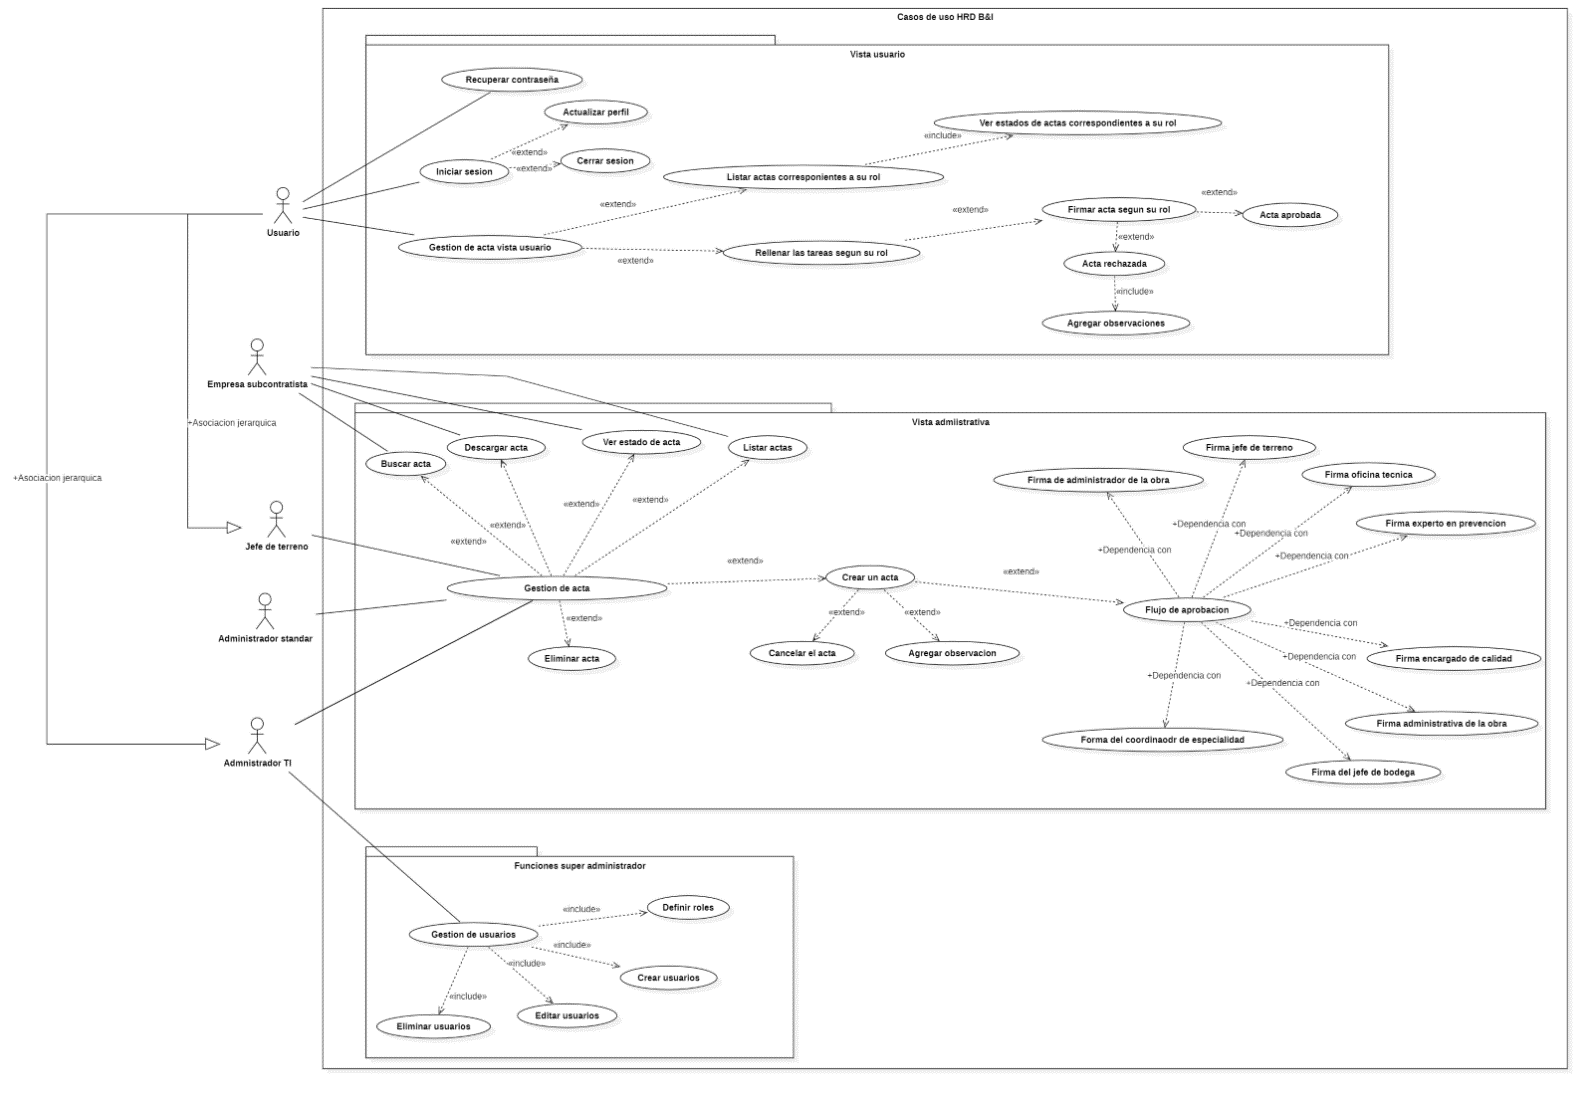 Casos de uso HRD B&I
Vista usuario
Recuperar contraseña
Actualizar perfil
«extend»
Cerrar sesion
«extend»
Iniciar sesion
Ver estados de actas correspondientes a su rol
«include»
Listar actas corresponientes a su rol
«extend»
Usuario
Gestion de acta vista usuario
«extend»
Rellenar las tareas segun su rol
«extend»
Firmar acta segun su rol
«extend»
Acta aprobada
«extend»
Acta rechazada
«include»
Agregar observaciones
Empresa subcontratista
+Asociacion jerarquica
+Asociacion jerarquica
Vista admiistrativa
Buscar acta
Descargar acta
Ver estado de acta
Listar actas
«extend»
«extend»
«extend»
«extend»
Jefe de terreno
Gestion de acta
«extend»
Crear un acta
«extend»
Administrador standar
«extend»
Eliminar acta
«extend»
«extend»
Cancelar el acta
Agregar observacion
Firma jefe de terreno
Firma de administrador de la obra
Firma oficina tecnica
Firma experto en prevencion
+Dependencia con
+Dependencia con
+Dependencia con
+Dependencia con
Flujo de aprobacion
+Dependencia con
Firma encargado de calidad
+Dependencia con
+Dependencia con
+Dependencia con
Firma administrativa de la obra
Forma del coordinaodr de especialidad
Firma del jefe de bodega
Admnistrador TI
Funciones super administrador
«include»
Definir roles
Gestion de usuarios
«include»
«include»
Crear usuarios
«include»
Editar usuarios
Eliminar usuarios